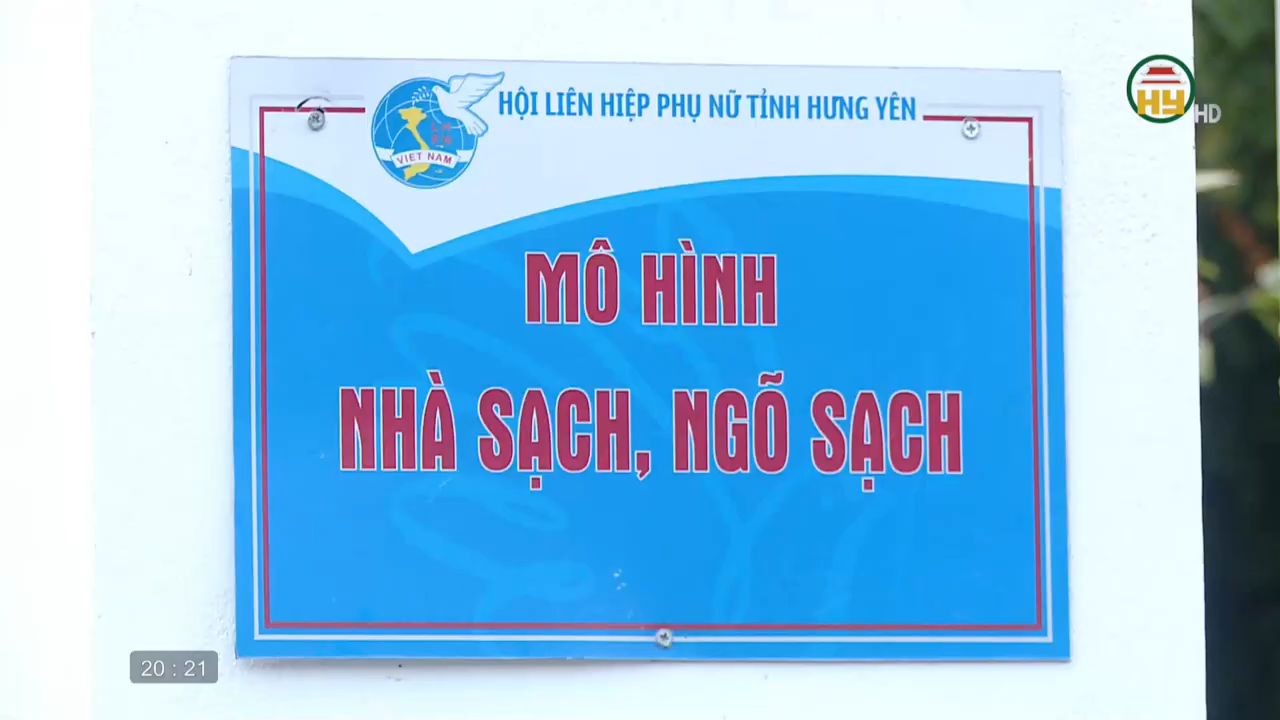 HỘI LIÊN HIỆP PHỤ NỮ TỈNH HƯNG YÊN
VIET NAM
HY HD
MÔ HÌNH
NHÀ SẠCH, NGÕ SẠCH
20 : 21